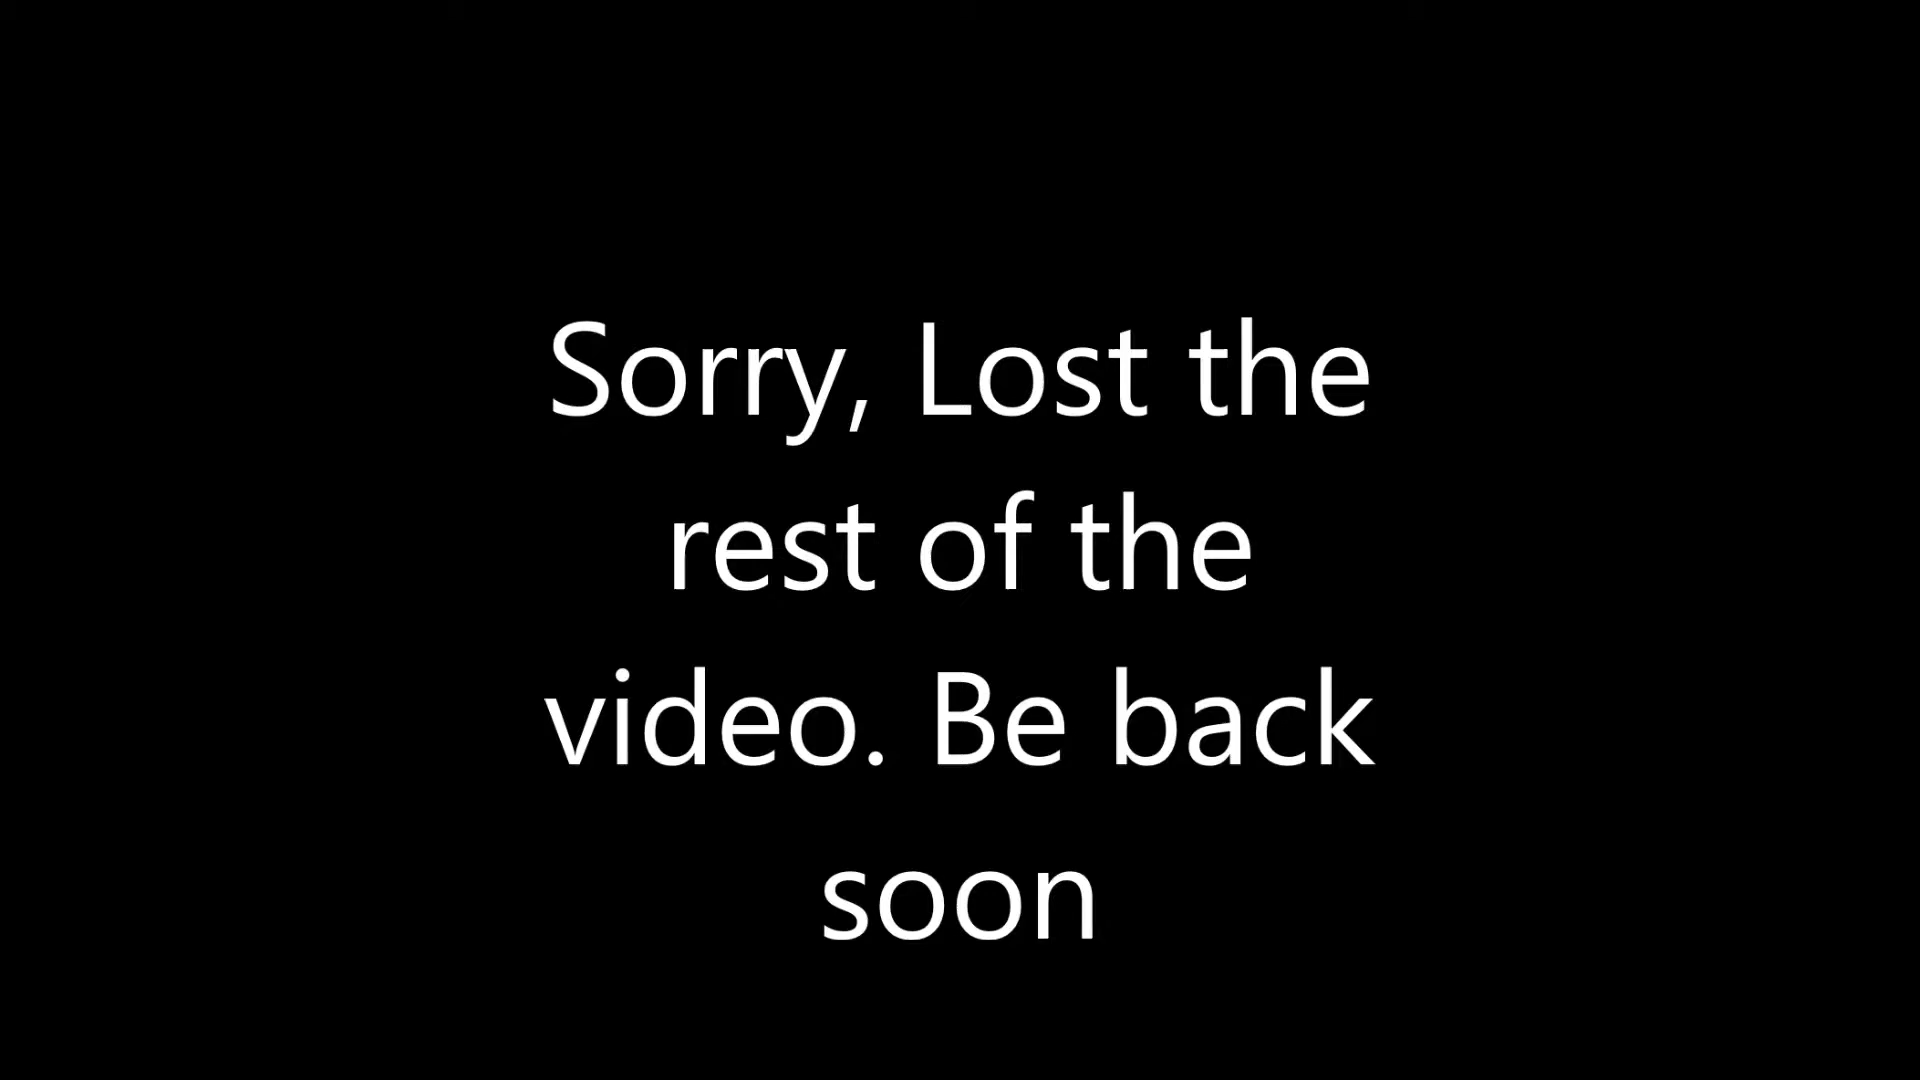 Sorry, Lost the
rest of the
video. Be back
soon